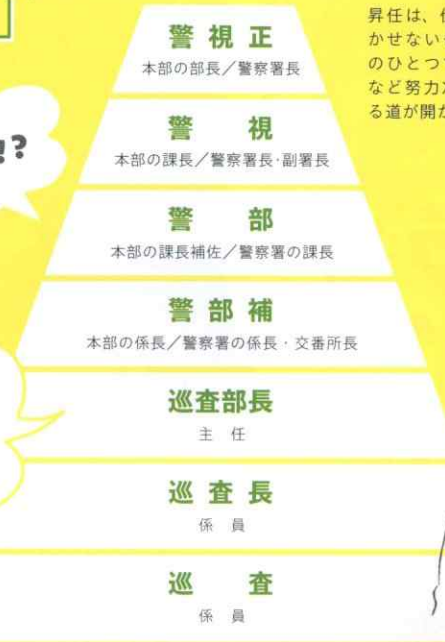 昇任は、
かせない
のひとつ
など努力
る道が開
!?
警視正
本部の部長／警察署長
警視
本部の課長／警察署長・副署長
警部
本部の課長補佐／警察署の課長
警部補
本部の係長／警察署の係長・交番所長
巡査部長
主任
巡査長
係員
巡査
係員